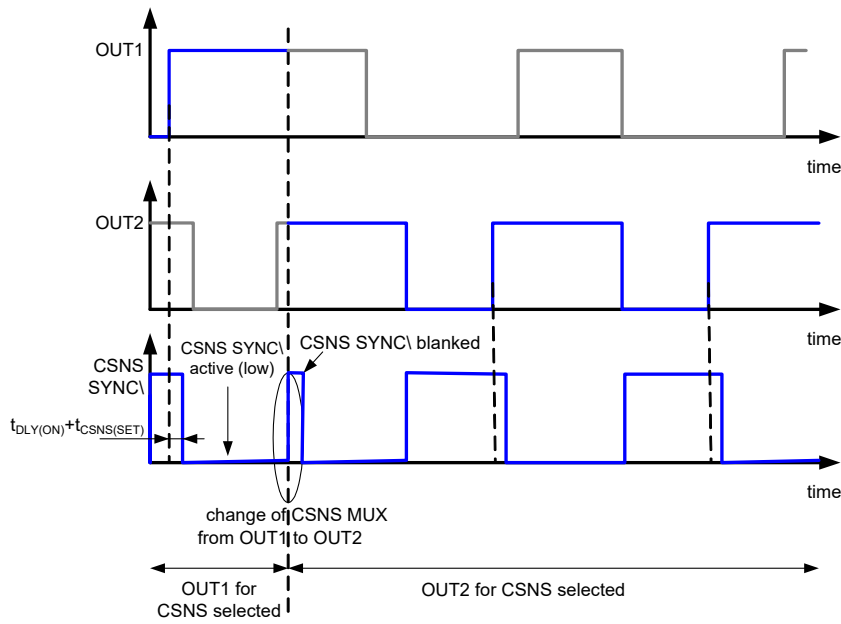 OUT1
time
OUT2
time
CSNS SYNC\
active (low)
CSNS SYNC\ blanked
CSNS
SYNC\
tDLY(ON)+tCSNS(SET)
time
change of CSNS MUX
from OUT1 to OUT2
OUT1 for
CSNS selected
OUT2 for CSNS selected